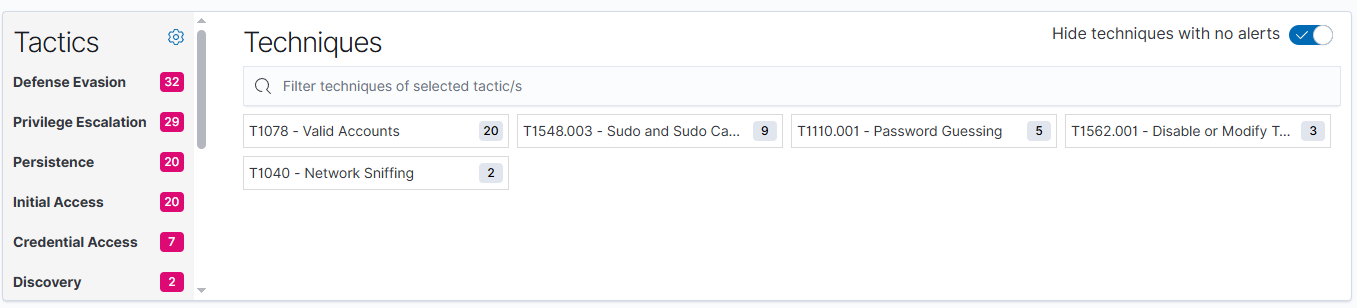 Tactics
Defense Evasion 32
Privilege Escalation 29
Persistence 20
Initial Access 20
Credential Access 7
Discovery 2
Techniques
Hide techniques with no alerts
Filter techniques of selected tactic/s
T1078 - Valid Accounts 20
T1548.003 - Sudo and Sudo Ca... 9
T1110.001 - Password Guessing 5
T1562.001 - Disable or Modify T... 3
T1040 - Network Sniffing 2